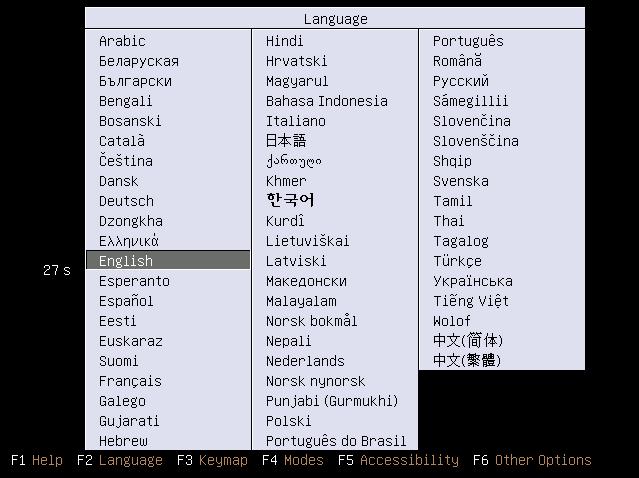 Language
Arabic
Беларуская
Български
Bengali
Bosanski
Català
Čeština
Dansk
Deutsch
Dzongkha
Ελληνικά
English
Esperanto
Español
Eesti
Euskaraz
Suomi
Français
Galego
Gujarati
Hebrew
Hindi
Hrvatski
Magyarul
Bahasa Indonesia
Italiano
日本語
ქართული
Khmer
한국어
Kurdî
Lietuviškai
Latviski
Македонски
Malayalam
Norsk bokmål
Nepali
Nederlands
Norsk nynorsk
Punjabi (Gurmukhi)
Polski
Português do Brasil
Português
Română
Русский
Sámegillii
Slovenčina
Slovenščina
Shqip
Svenska
Tamil
Thai
Tagalog
Türkçe
Українська
Tiếng Việt
Wolof
中文(简体)
中文(繁體)
27 s
F1 Help F2 Language F3 Keymap F4 Modes F5 Accessibility F6 Other Options